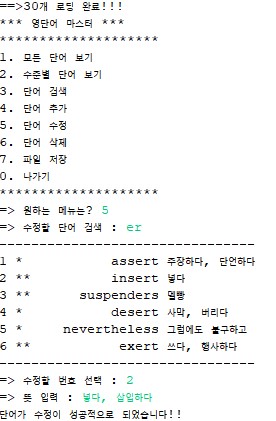 ==>30개 로딩 완료!!!
*** 영단어 마스터 ***
********************
1. 모든 단어 보기
2. 수준별 단어 보기
3. 단어 검색
4. 단어 추가
5. 단어 수정
6. 단어 삭제
7. 파일 저장
0. 나가기
********************
=> 원하는 메뉴는? 5
=> 수정할 단어 검색 : er
--------------------------------
1 * assert 주장하다, 단언하다
2 ** insert 넣다
3 ** suspenders 멜빵
4 * desert 사막, 버리다
5 * nevertheless 그럼에도 불구하고
6 ** exert 쓰다, 행사하다
--------------------------------
=> 수정할 번호 선택 : 2
=> 뜻 입력 : 넣다, 삽입하다
단어가 수정이 성공적으로 되었습니다!!